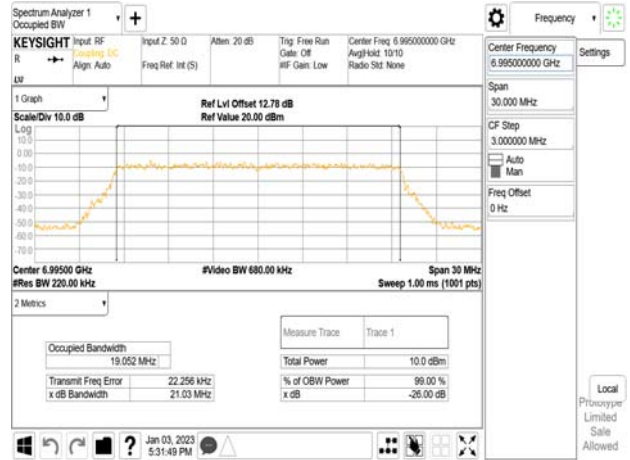 Spectrum Analyzer 1
Occupied BW
Frequency
KEYSIGHT
Input: RF
Coupling: DC
Align: Auto
Input Z: 50 Ω
Freq Ref: Int (S)
Atten: 20 dB
Trig: Free Run
Gate: Off
#IF Gain: Low
Center Freq: 6.995000000 GHz
Avg|Hold: 10/10
Radio Std: None
R
LXI
Center Frequency
6.995000000 GHz
Settings
Span
30.000 MHz
CF Step
3.000000 MHz
Auto
Man
Freq Offset
0 Hz
1 Graph
Scale/Div 10.0 dB
Ref Lvl Offset 12.78 dB
Ref Value 20.00 dBm
Log
10.0
0.00
-10.0
-20.0
-30.0
-40.0
-50.0
-60.0
-70.0
Center 6.99500 GHz
#Video BW 680.00 kHz
Span 30 MHz
#Res BW 220.00 kHz
Sweep 1.00 ms (1001 pts)
2 Metrics
Measure Trace
Trace 1
Occupied Bandwidth
19.052 MHz
Total Power
10.0 dBm
Transmit Freq Error
22.256 kHz
% of OBW Power
99.00 %
x dB Bandwidth
21.03 MHz
x dB
-26.00 dB
Local
Prototype
Limited
Sale
Allowed
?
Jan 03, 2023
5:31:49 PM